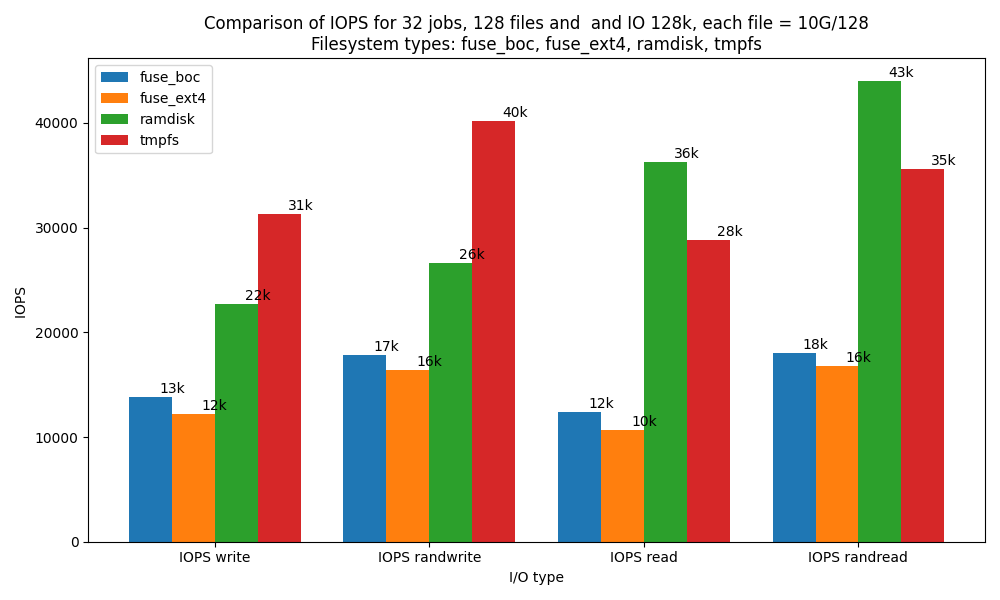 Comparison of IOPS for 32 jobs, 128 files and  and IO 128k, each file = 10G/128
Filesystem types: fuse_boc, fuse_ext4, ramdisk, tmpfs
fuse_boc
fuse_ext4
ramdisk
tmpfs
IOPS
40000
30000
20000
10000
0
13k
12k
22k
31k
17k
16k
26k
40k
12k
10k
36k
28k
18k
16k
43k
35k
IOPS write
IOPS randwrite
IOPS read
IOPS randread
I/O type